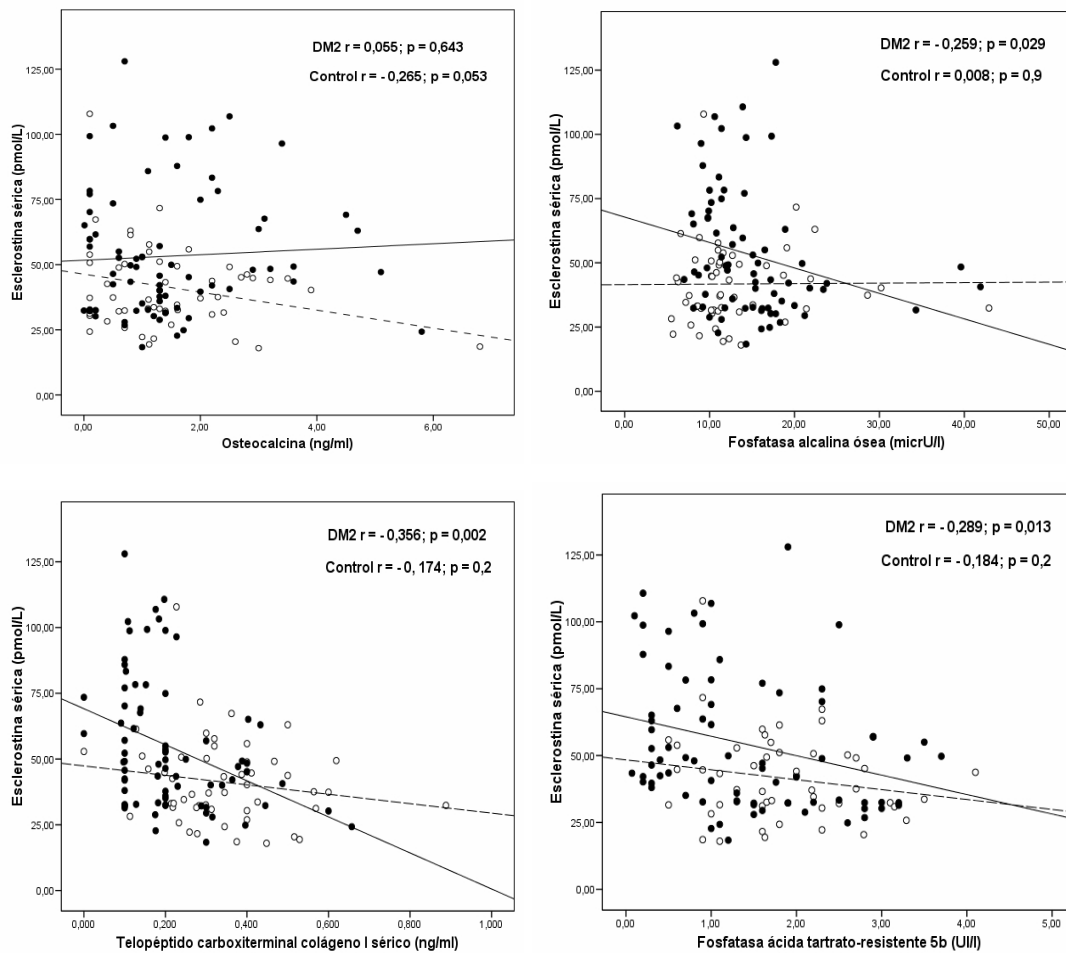 DM2 r = 0,055; p = 0,643
Control r = - 0,265; p = 0,053
Esclerostina sérica (pmol/L)
125,00
100,00
75,00
50,00
25,00
0,00
0,00 2,00 4,00 6,00
Osteocalcina (ng/ml)
DM2 r = -0,259; p = 0,029
Control r = 0,008; p = 0,9
Esclerostina sérica (pmol/L)
125,00
100,00
75,00
50,00
25,00
0,00
0,00 10,00 20,00 30,00 40,00 50,00
Fosfatasa alcalina ósea (micrU/l)
DM2 r = -0,356; p = 0,002
Control r = -0, 174; p = 0,2
Esclerostina sérica (pmol/L)
125,00
100,00
75,00
50,00
25,00
0,00
0,000 0,200 0,400 0,600 0,800 1,000
Telopéptido carboxiterminal colágeno I sérico (ng/ml)
DM2 r = -0,289; p = 0,013
Control r = -0,184; p = 0,2
Esclerostina sérica (pmol/L)
125,00
100,00
75,00
50,00
25,00
0,00
0,00 1,00 2,00 3,00 4,00 5,00
Fosfatasa ácida tartrato-resistente 5b (UI/l)